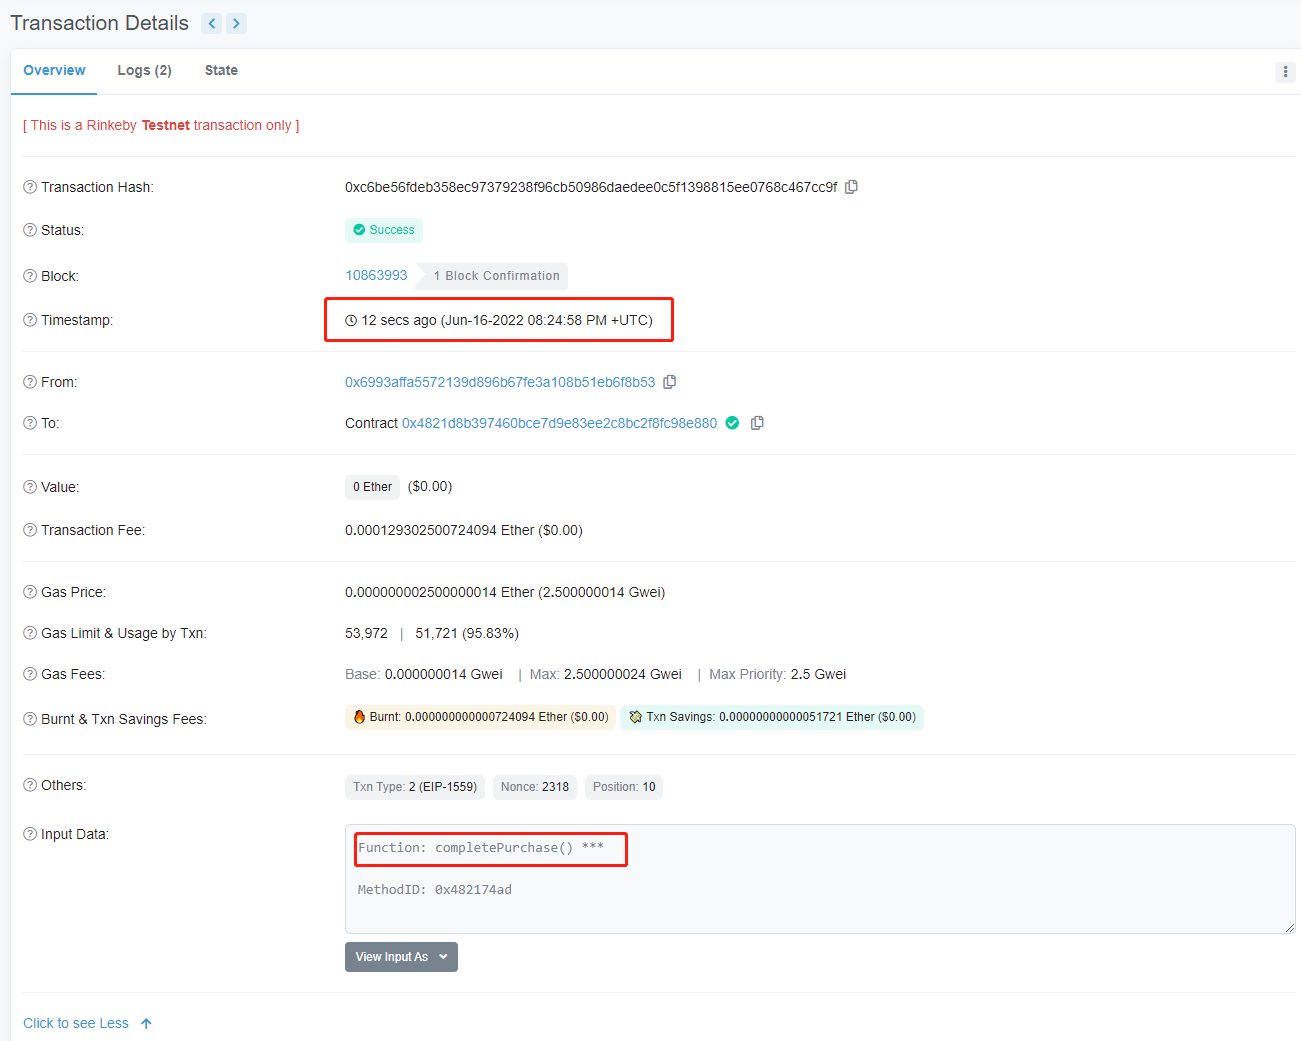 Transaction Details
Overview Logs (2) State
[ This is a Rinkeby Testnet transaction only ]
Transaction Hash: 0xc6be56fdeb358ec97379238f96cb50986daedee0c5f1398815ee0768c467cc9f
Status: Success
Block: 10863993 1 Block Confirmation
Timestamp: 12 secs ago (Jun-16-2022 08:24:58 PM +UTC)
From: 0x6993affa5572139d896b67fe3a108b51eb6f8b53
To: Contract 0x4821d8b397460bce7d9e83ee2c8bc2f8fc98e880
Value: 0 Ether ($0.00)
Transaction Fee: 0.000129302500724094 Ether ($0.00)
Gas Price: 0.000000002500000014 Ether (2.500000014 Gwei)
Gas Limit & Usage by Txn: 53,972 | 51,721 (95.83%)
Gas Fees: Base: 0.000000014 Gwei | Max: 2.500000024 Gwei | Max Priority: 2.5 Gwei
Burnt & Txn Savings Fees: Burnt: 0.000000000000724094 Ether ($0.00) Txn Savings: 0.00000000000051721 Ether ($0.00)
Others: Txn Type: 2 (EIP-1559) Nonce: 2318 Position: 10
Input Data: Function: completePurchase() ***
MethodID: 0x482174ad
View Input As
Click to see Less